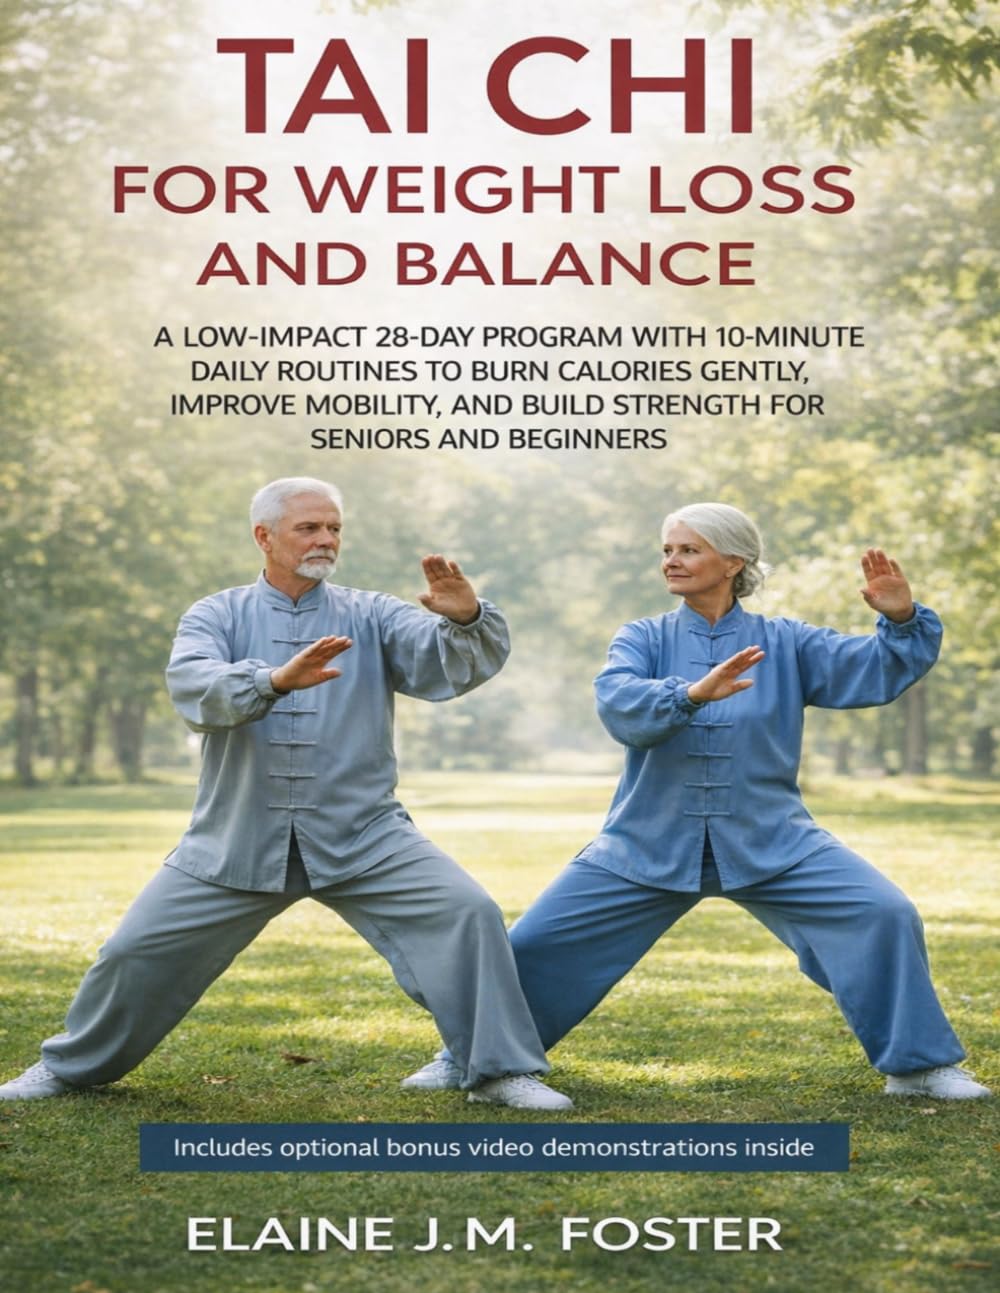 TAI CHI
FOR WEIGHT LOSS
AND BALANCE
A LOW-IMPACT 28-DAY PROGRAM WITH 10-MINUTE
DAILY ROUTINES TO BURN CALORIES GENTLY,
IMPROVE MOBILITY, AND BUILD STRENGTH FOR
SENIORS AND BEGINNERS
Includes optional bonus video demonstrations inside
ELAINE J.M. FOSTER